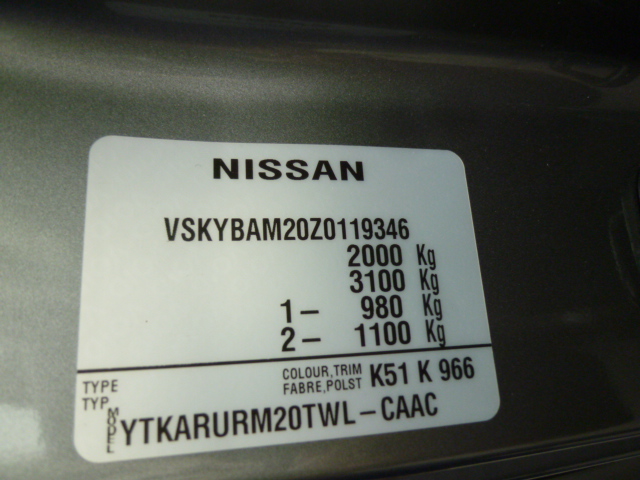 NISSAN
VSKYBAM20Z0119346
2000 Kg
3100 Kg
1- 980 Kg
2- 1100 Kg
TYPE COLOUR,TRIM K51 K 966
TYP FABRE,POLST
MODEL YTKARURM20TWL-CAAC